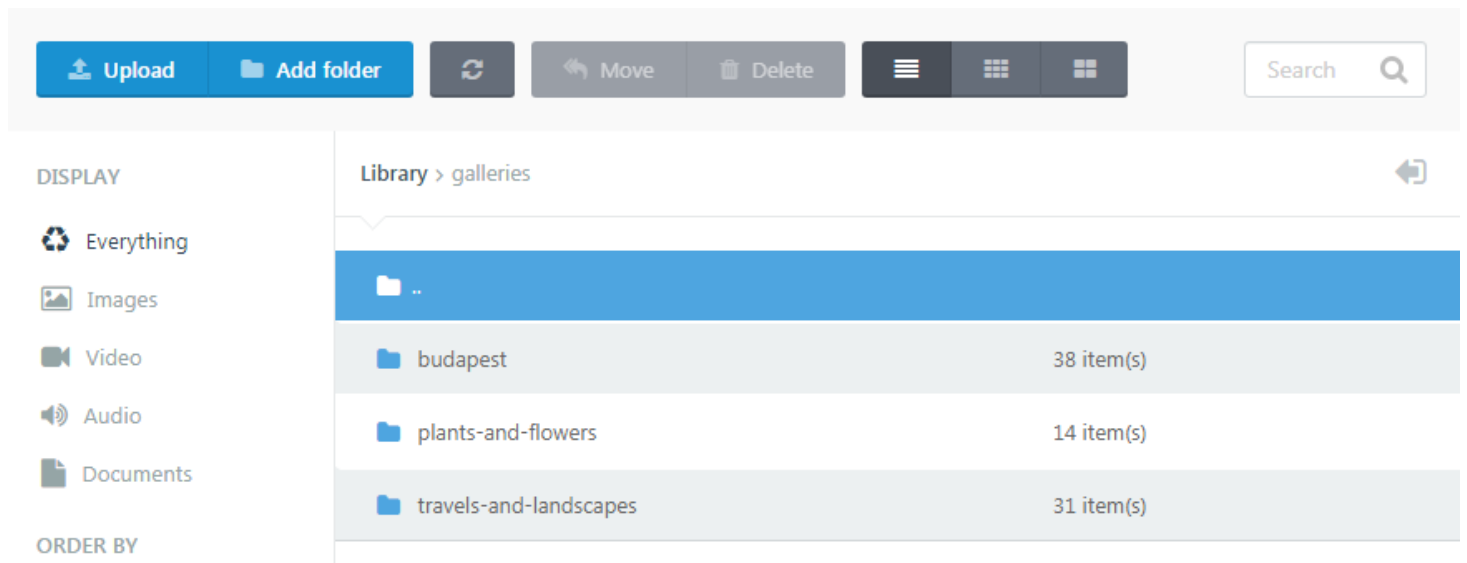 Upload Add folder Move Delete Search
DISPLAY
Library > galleries
Everything
Images
Video
Audio
Documents
ORDER BY
..
budapest 38 item(s)
plants-and-flowers 14 item(s)
travels-and-landscapes 31 item(s)